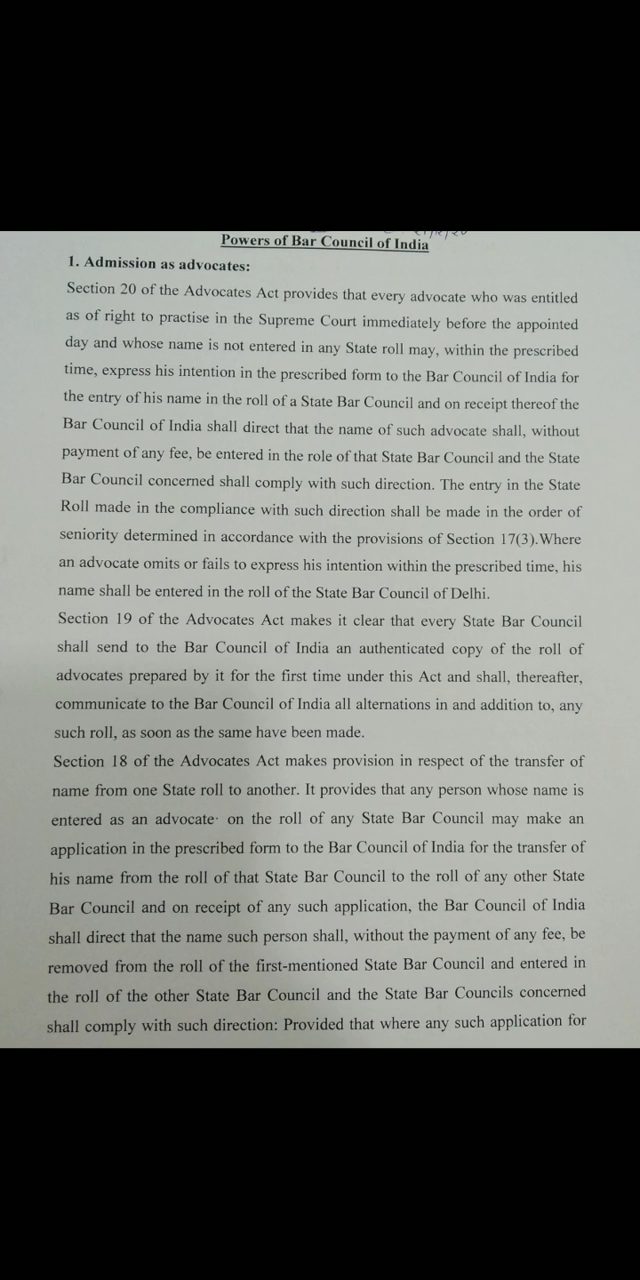 Powers of Bar Council of India
1. Admission as advocates:
Section 20 of the Advocates Act provides that every advocate who was entitled
as of right to practise in the Supreme Court immediately before the appointed
day and whose name is not entered in any State roll may, within the prescribed
time, express his intention in the prescribed form to the Bar Council of India for
the entry of his name in the roll of a State Bar Council and on receipt thereof the
Bar Council of India shall direct that the name of such advocate shall, without
payment of any fee, be entered in the role of that State Bar Council and the State
Bar Council concerned shall comply with such direction. The entry in the State
Roll made in the compliance with such direction shall be made in the order of
seniority determined in accordance with the provisions of Section 17(3).Where
an advocate omits or fails to express his intention within the prescribed time, his
name shall be entered in the roll of the State Bar Council of Delhi.
Section 19 of the Advocates Act makes it clear that every State Bar Council
shall send to the Bar Council of India an authenticated copy of the roll of
advocates prepared by it for the first time under this Act and shall, thereafter,
communicate to the Bar Council of India all alternations in and addition to, any
such roll, as soon as the same have been made.
Section 18 of the Advocates Act makes provision in respect of the transfer of
name from one State roll to another. It provides that any person whose name is
entered as an advocate on the roll of any State Bar Council may make an
application in the prescribed form to the Bar Council of India for the transfer of
his name from the roll of that State Bar Council to the roll of any other State
Bar Council and on receipt of any such application, the Bar Council of India
shall direct that the name such person shall, without the payment of any fee, be
removed from the roll of the first-mentioned State Bar Council and entered in
the roll of the other State Bar Council and the State Bar Councils concerned
shall comply with such direction: Provided that where any such application for